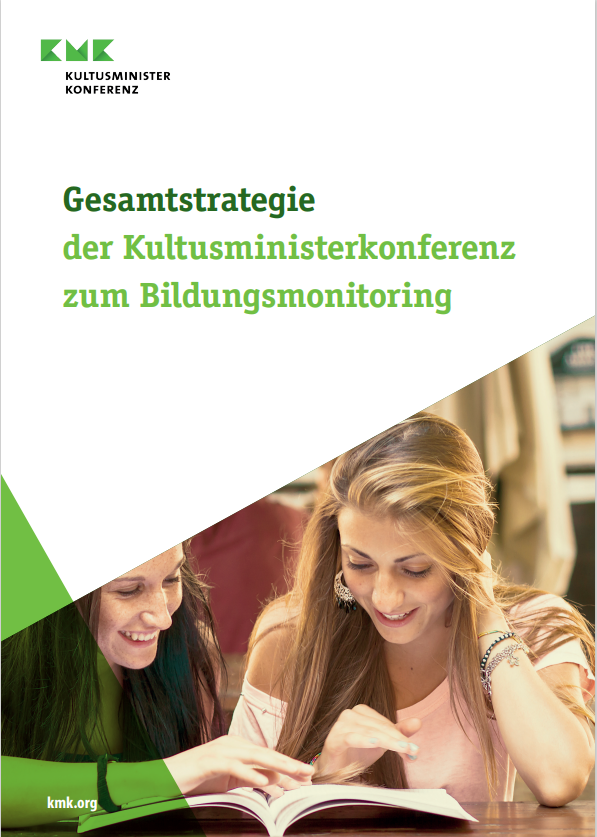 KMK
KULTUSMINISTER
KONFERENZ
Gesamtstrategie
der Kultusministerkonferenz
zum Bildungsmonitoring
kmk.org